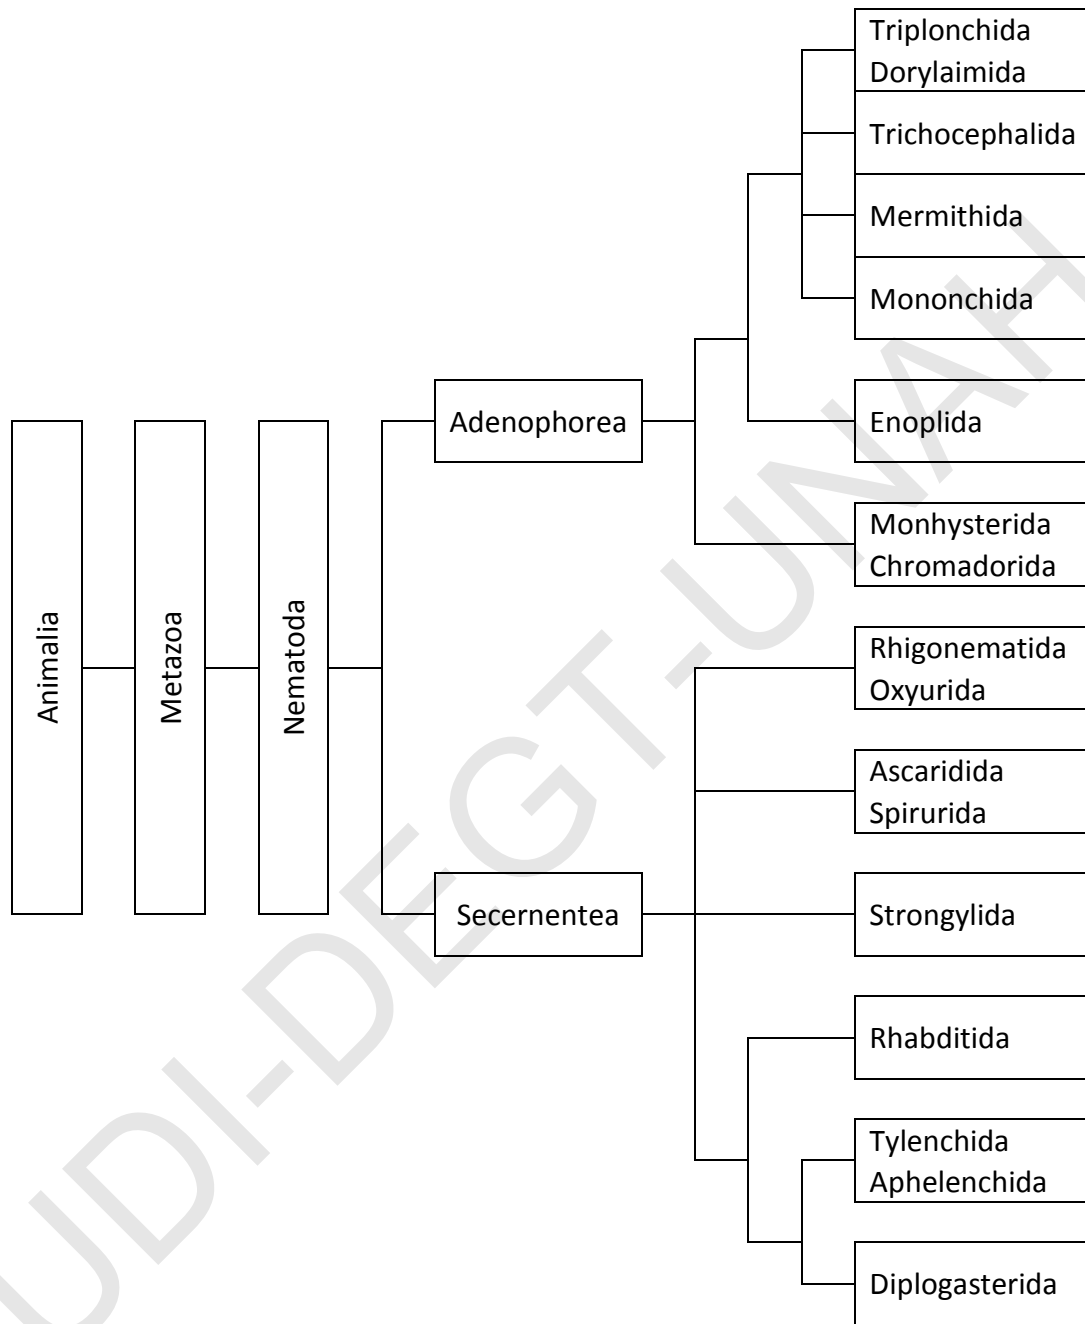 Animalia
Metazoa
Nematoda
Adenophorea
Secernentea
Triplonchida
Dorylaimida
Trichocephalida
Mermithida
Mononchida
Enoplida
Monhysterida
Chromadorida
Rhigonematida
Oxyurida
Ascaridida
Spirurida
Strongylida
Rhabditida
Tylenchida
Aphelenchida
Diplogasterida
UDI-DEGT-UNAH